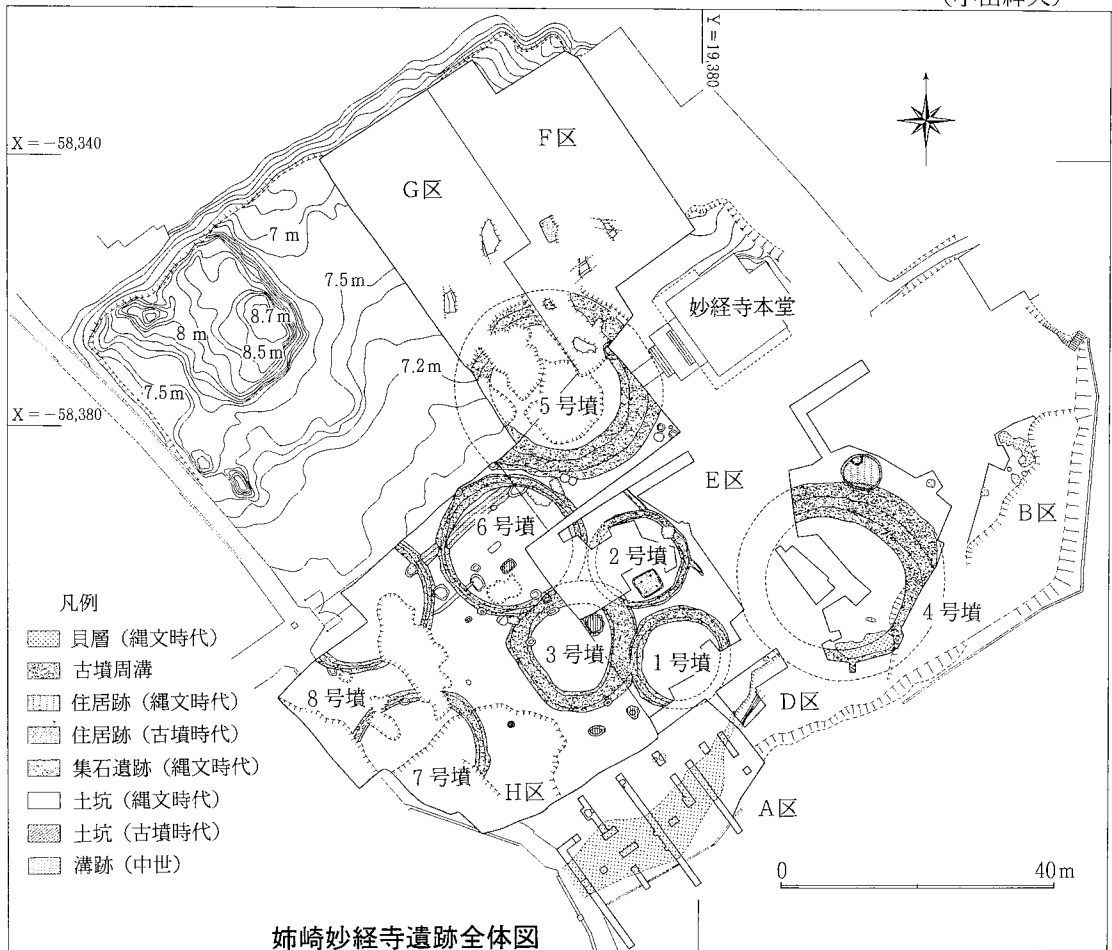 Y＝19,380
X＝−58,340
F区
G区
7 m
7.5m
妙経寺本堂
8.7m
8 m
8.5m
7.2m
7.5m
X＝−58,380
5号墳
E区
B区
6号墳
2号墳
4号墳
3号墳
1号墳
8号墳
D区
7号墳
H区
A区
凡例
貝層（縄文時代）
古墳周溝
住居跡（縄文時代）
住居跡（古墳時代）
集石遺跡（縄文時代）
土坑（縄文時代）
土坑（古墳時代）
溝跡（中世）
0
40m
姉崎妙経寺遺跡全体図